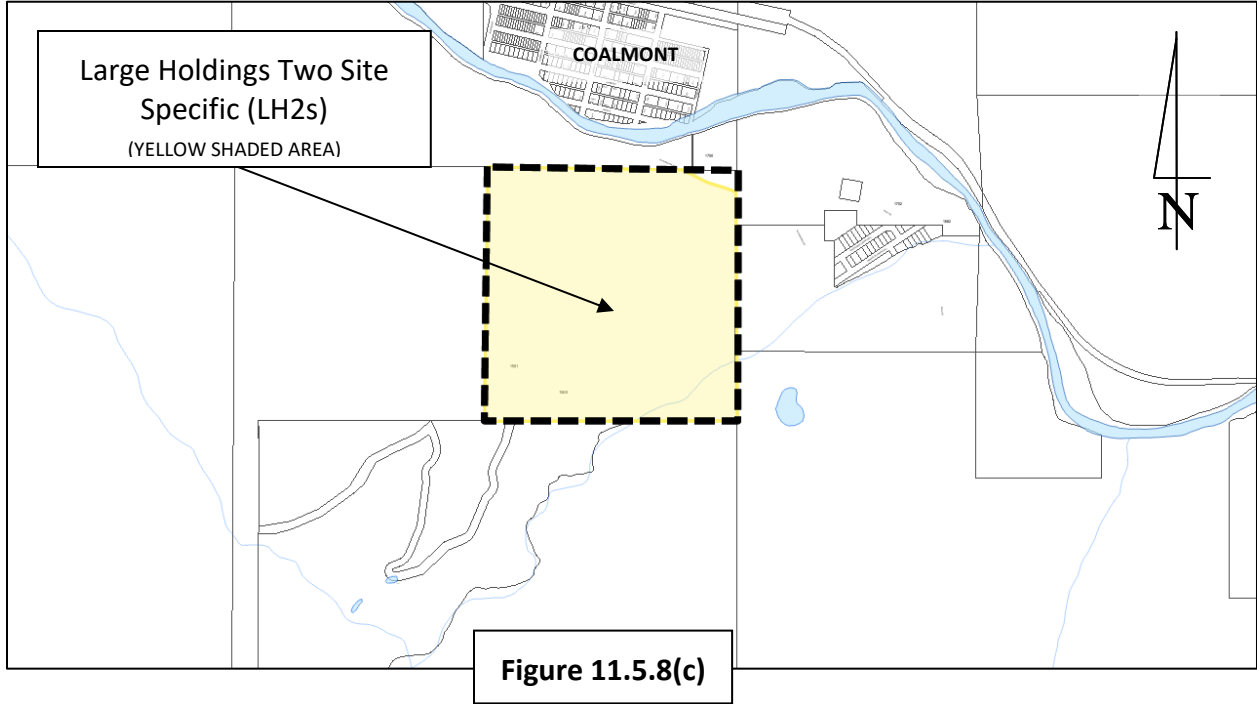 COALMONT
Large Holdings Two Site
Specific (LH2s)
(YELLOW SHADED AREA)
N
Figure 11.5.8(c)